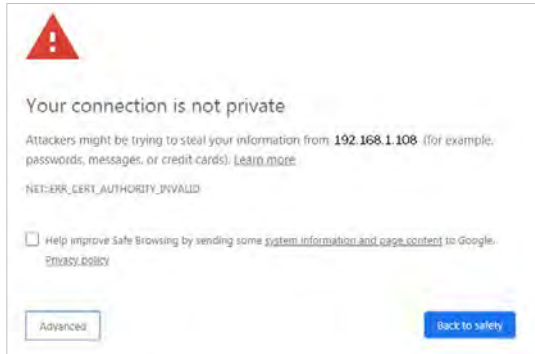 Your connection is not private
Attackers might be trying to steal your information from 192.168.1.108 (for example,
passwords, messages, or credit cards). Learn more
NET::ERR_CERT_AUTHORITY_INVALID
Help improve Safe Browsing by sending some system information and page content to Google.
Privacy policy
Advanced
Back to safety